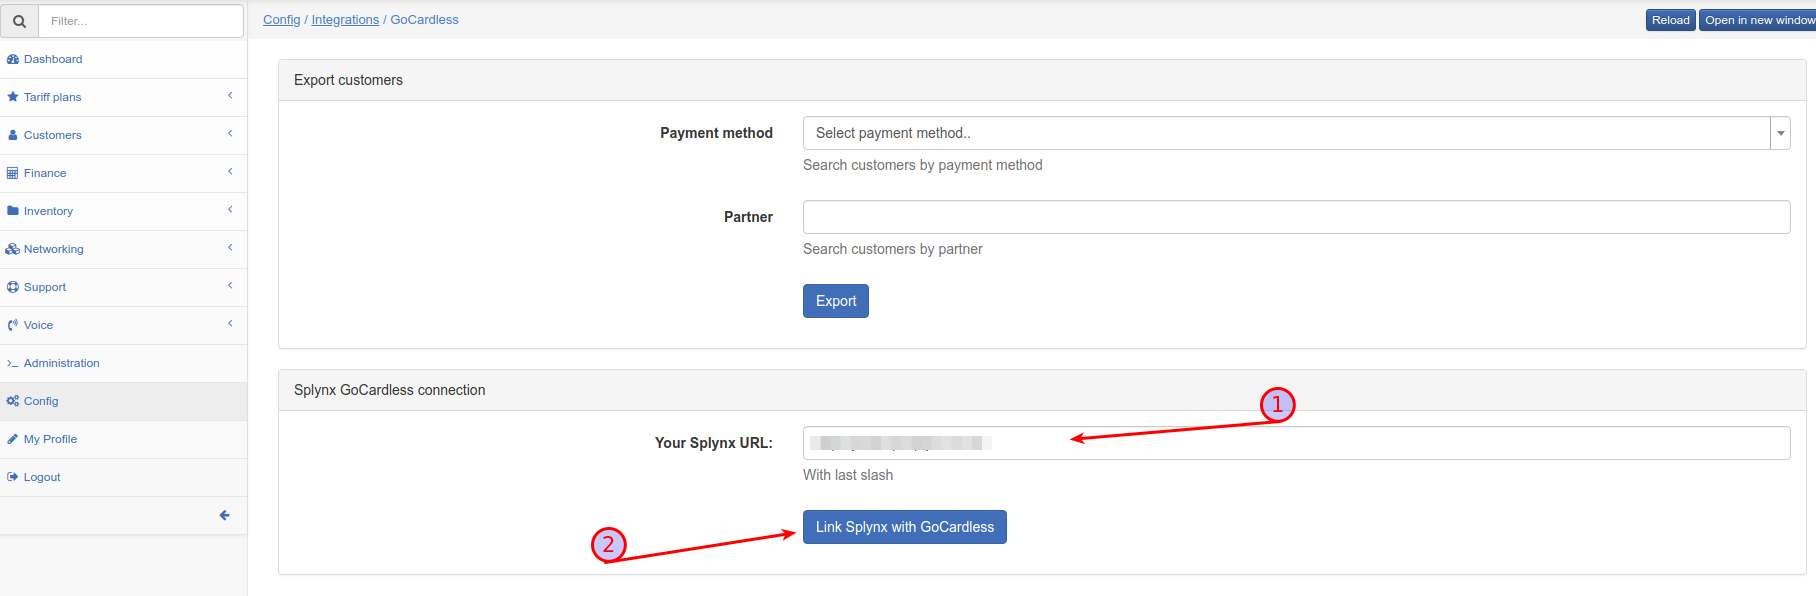 Filter...
Config / Integrations / GoCardless
Reload
Open in new window
Dashboard
Tariff plans
Customers
Finance
Inventory
Networking
Support
Voice
Administration
Config
My Profile
Logout
Export customers
Payment method
Select payment method..
Search customers by payment method
Partner
Search customers by partner
Export
Splynx GoCardless connection
1
Your Splynx URL:
With last slash
2
Link Splynx with GoCardless